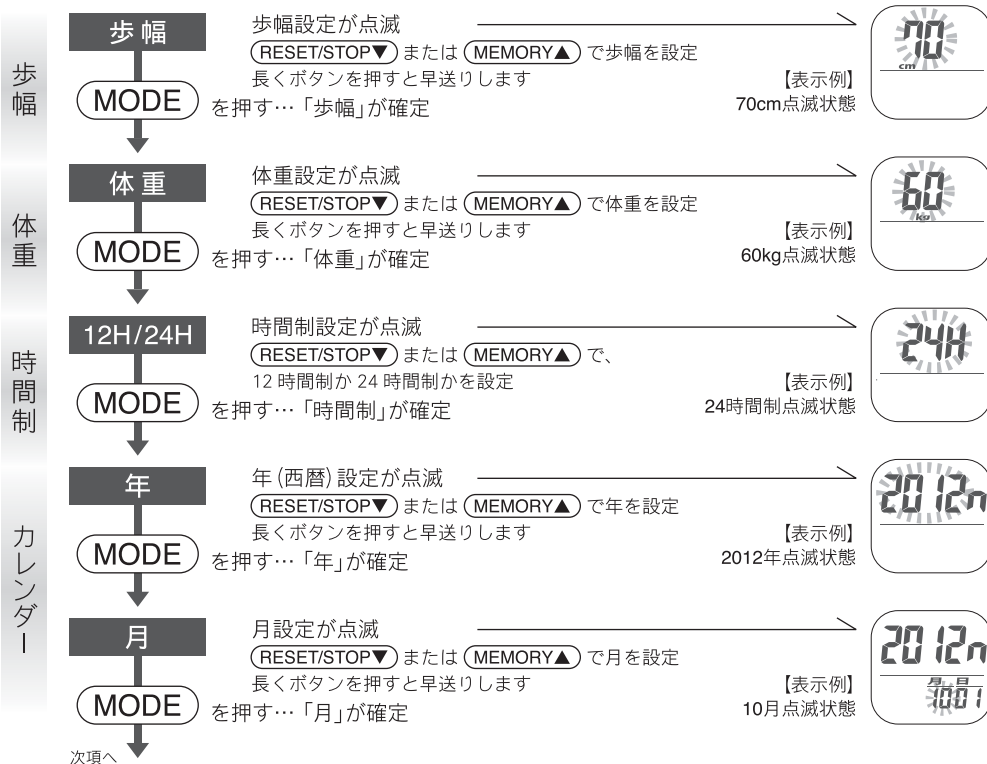 歩幅
歩幅
歩幅設定が点滅
RESET/STOP▼ または MEMORY▲ で歩幅を設定
長くボタンを押すと早送りします
MODE を押す…「歩幅」が確定
【表示例】
70cm点滅状態
70
cm
体重
体重
体重設定が点滅
RESET/STOP▼ または MEMORY▲ で体重を設定
長くボタンを押すと早送りします
MODE を押す…「体重」が確定
【表示例】
60kg点滅状態
60
kg
時間制
12H/24H
時間制設定が点滅
RESET/STOP▼ または MEMORY▲ で、
12 時間制か 24 時間制かを設定
MODE を押す…「時間制」が確定
【表示例】
24時間制点滅状態
24H
カレンダー
年
年 (西暦) 設定が点滅
RESET/STOP▼ または MEMORY▲ で年を設定
長くボタンを押すと早送りします
MODE を押す…「年」が確定
【表示例】
2012年点滅状態
2012n
月
月設定が点滅
RESET/STOP▼ または MEMORY▲ で月を設定
長くボタンを押すと早送りします
MODE を押す…「月」が確定
【表示例】
10月点滅状態
2012n
月 日
1001
次項へ